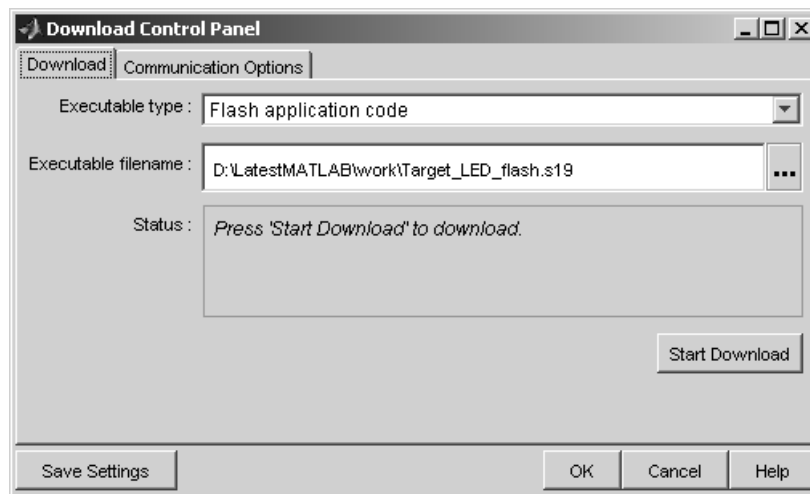 Download Control Panel
Download Communication Options
Executable type : Flash application code
Executable filename : D:\LatestMATLAB\work\Target_LED_flash.s19 ...
Status : Press 'Start Download' to download.
Start Download
Save Settings OK Cancel Help